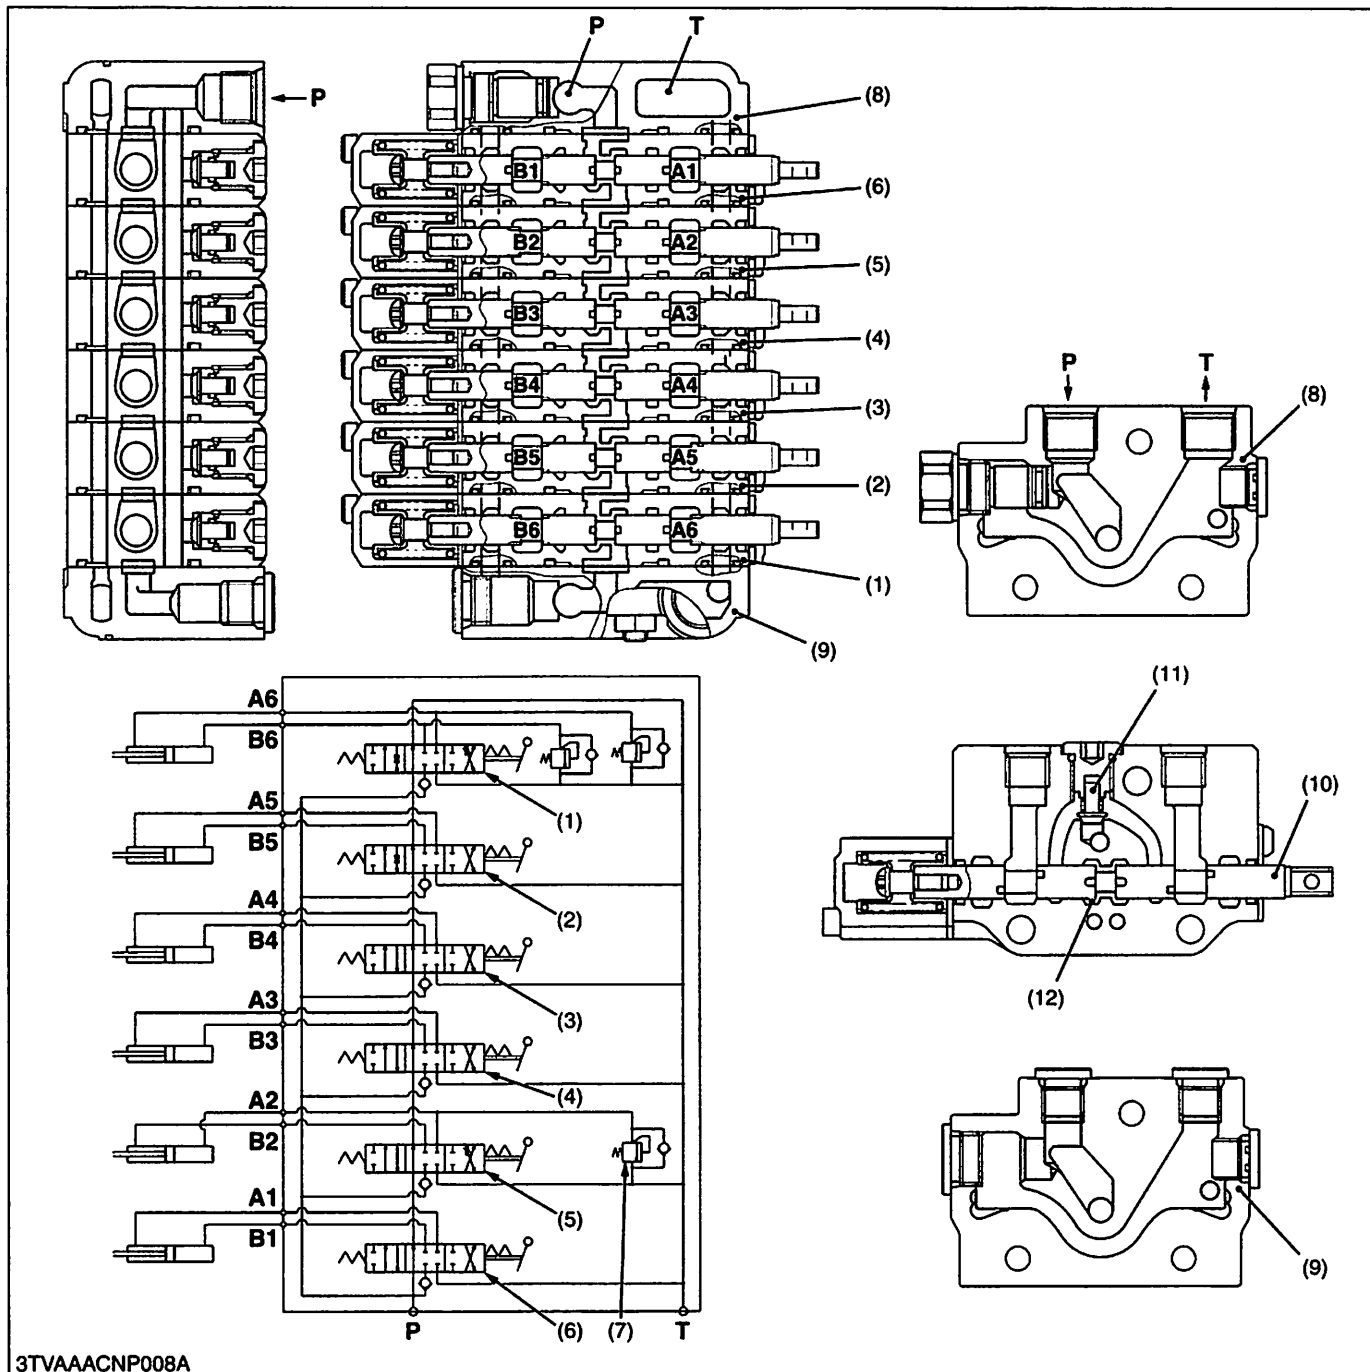 P T
P
(8)
B1 A1
(6)
B2 A2
(5)
B3 A3
(4)
B4 A4
(3)
B5 A5
(2)
B6 A6
(1)
(9)
P T
(8)
A6
B6
(1)
A5
B5
(2)
A4
B4
(3)
A3
B3
(4)
A2
B2
(5)
A1
B1
(6)
(7)
P T
(11)
(10)
(12)
(9)
3TVAAACNP008A